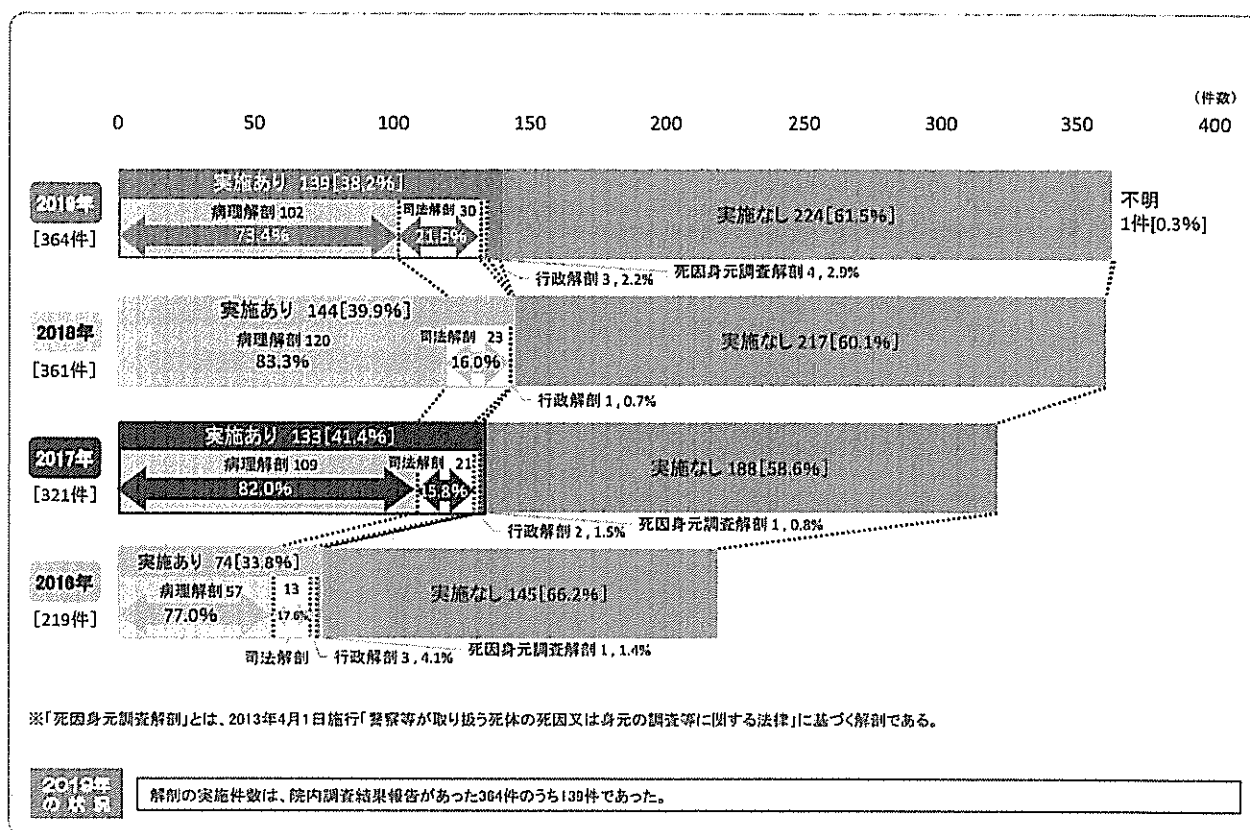 (件数)
0 50 100 150 200 250 300 350 400
実施あり 139[38.2%]
2019年
[364件]
病理解剖 102
73.4%
司法解剖 30
21.6%
実施なし 224[61.5%]
不明
1件[0.3%]
行政解剖 3 , 2.2%
死因身元調査解剖 4 , 2.9%
実施あり 144[39.9%]
2018年
[361件]
病理解剖 120
83.3%
司法解剖 23
16.0%
実施なし 217[60.1%]
行政解剖 1 , 0.7%
実施あり 133[41.4%]
2017年
[321件]
病理解剖 109
82.0%
司法解剖 21
15.8%
実施なし 188[58.6%]
行政解剖 2 , 1.5%
死因身元調査解剖 1 , 0.8%
実施あり 74[33.8%]
2016年
[219件]
病理解剖 57
77.0%
13
17.6%
実施なし 145[66.2%]
司法解剖
行政解剖 3 , 4.1%
死因身元調査解剖 1 , 1.4%
※「死因身元調査解剖」とは、2013年4月1日施行「警察等が取り扱う死体の死因又は身元の調査等に関する法律」に基づく解剖である。
2019年
の状況
解剖の実施件数は、院内調査結果報告があった364件のうち139件であった。